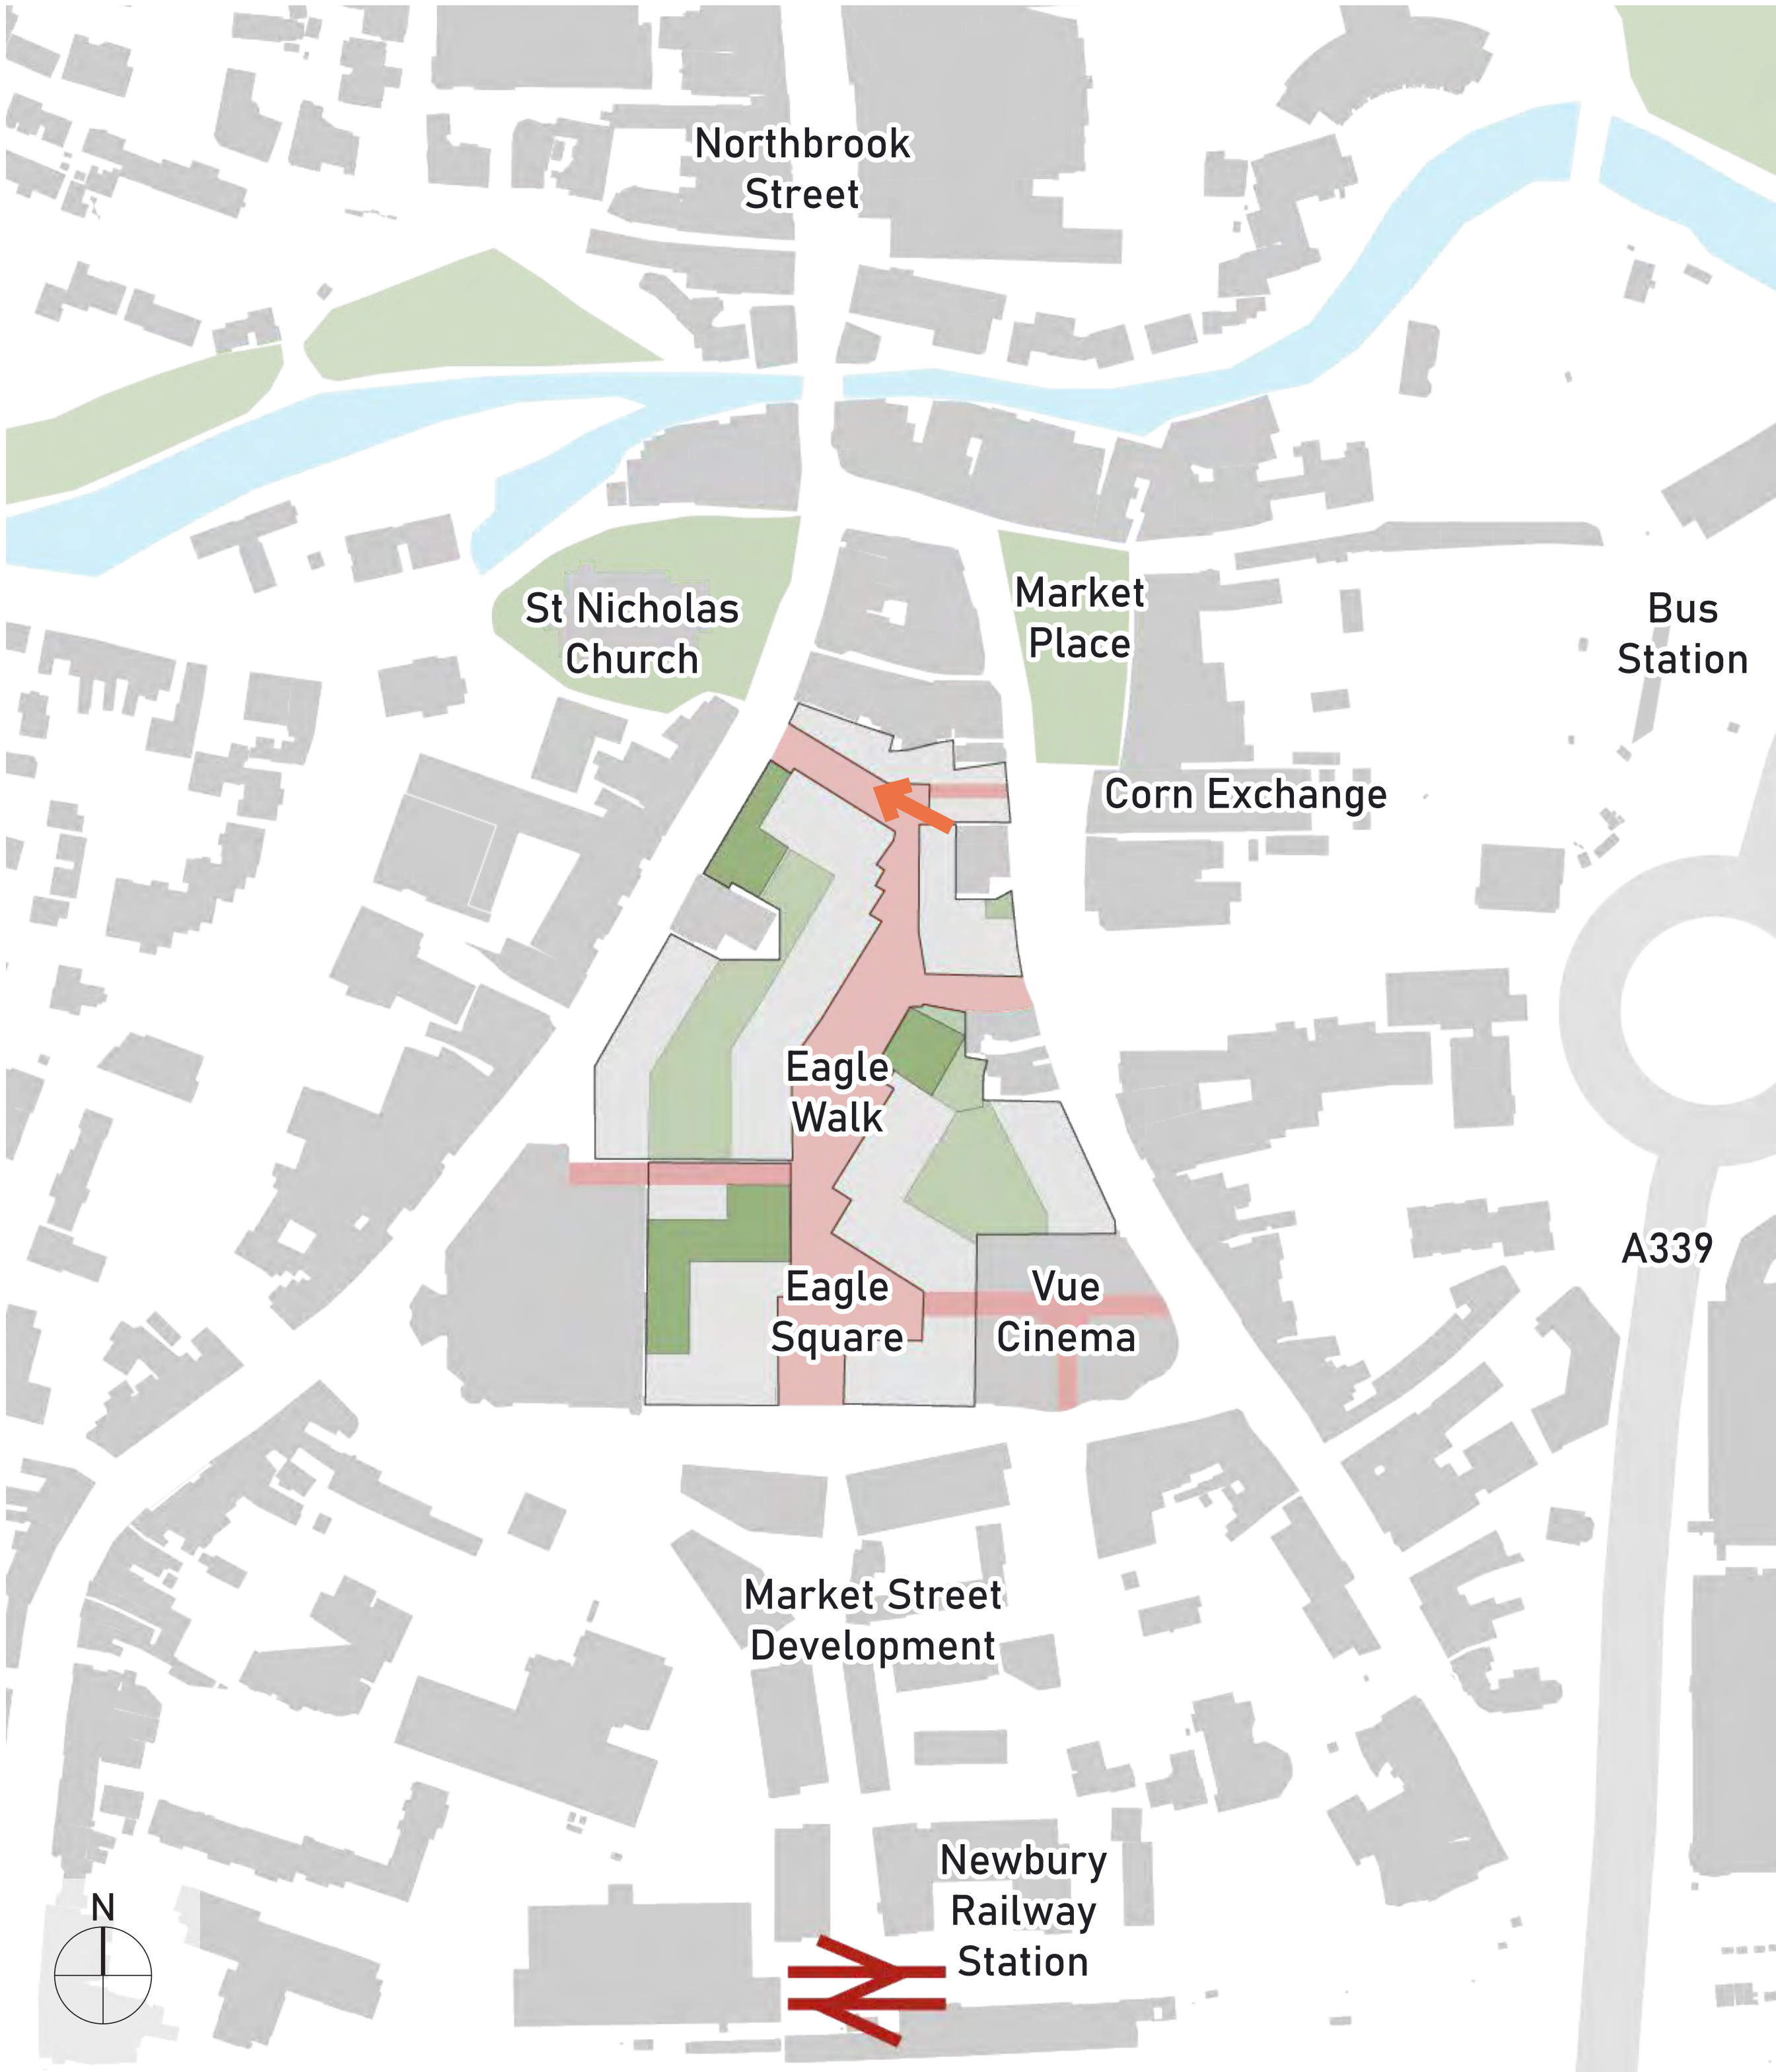 Northbrook
Street
St Nicholas
Church
Market
Place
Bus
Station
Corn Exchange
Eagle
Walk
A339
Eagle
Square
Vue
Cinema
Market Street
Development
Newbury
Railway
Station
N